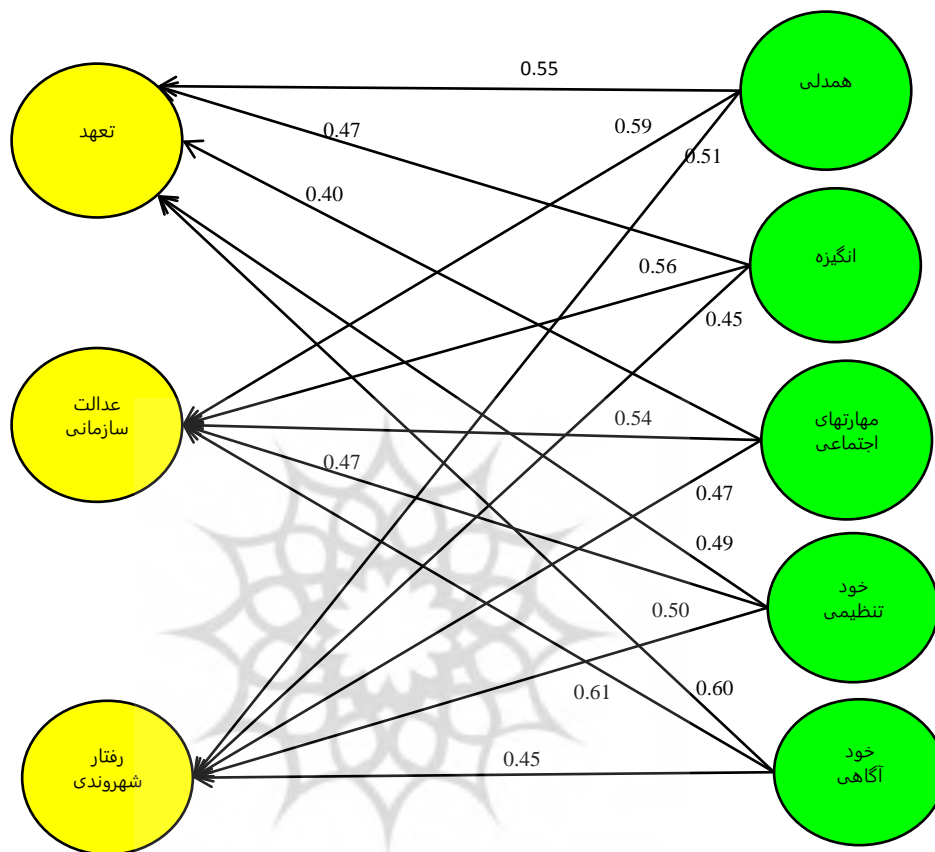 همدلی
0.55
تعهد
0.47
0.59
0.51
0.40
انگیزه
0.56
0.45
عدالت
سازمانی
مهارتهای
اجتماعی
0.54
0.47
0.47
0.49
خود
تنظیمی
0.50
0.61
0.60
رفتار
شهروندی
0.45
خود
آگاهی